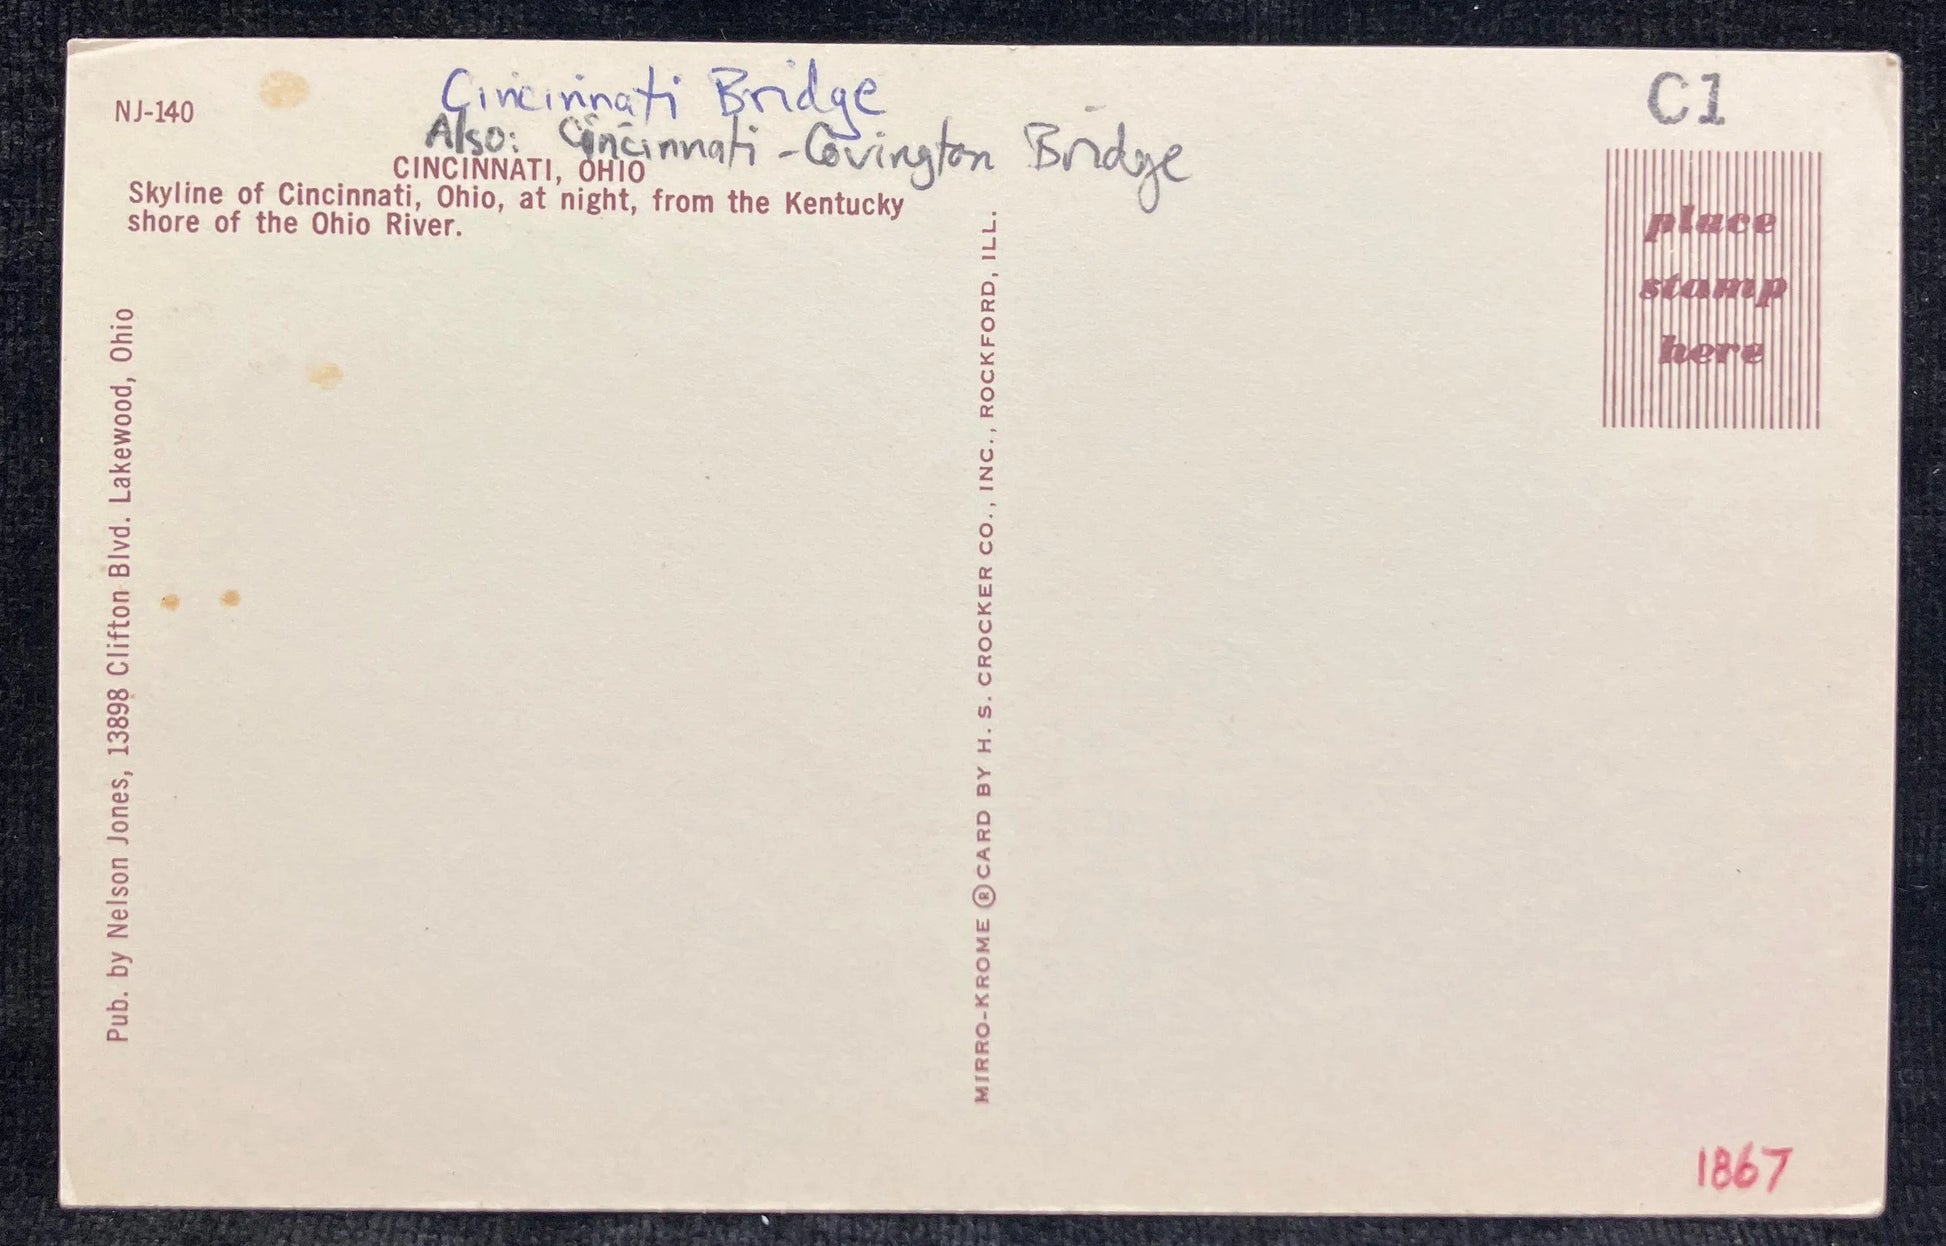 NJ-140
Cincinnati Bridge
Also: Cincinnati-Covington Bridge
CINCINNATI, OHIO
Skyline of Cincinnati, Ohio, at night, from the Kentucky
shore of the Ohio River.
Pub. by Nelson Jones, 13898 Clifton Blvd. Lakewood, Ohio
MIRRO-KROME ® CARD BY H. S. CROCKER CO., INC., ROCKFORD, ILL.
C1
place
stamp
here
1867